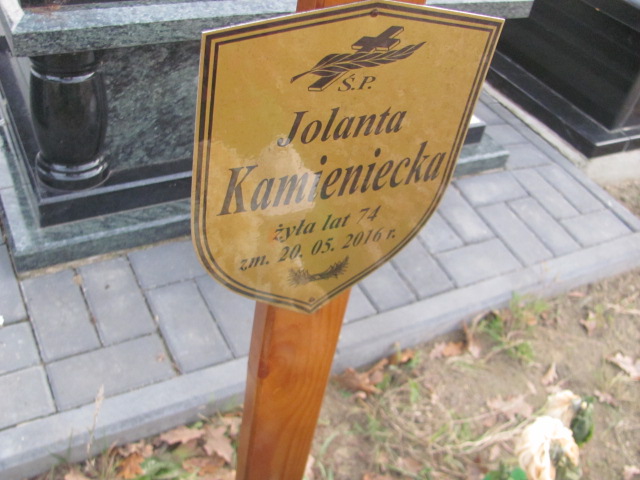 Ś.P.
Jolanta
Kamieniecka
żyła lat 74
zm. 20. 05. 2016 r.